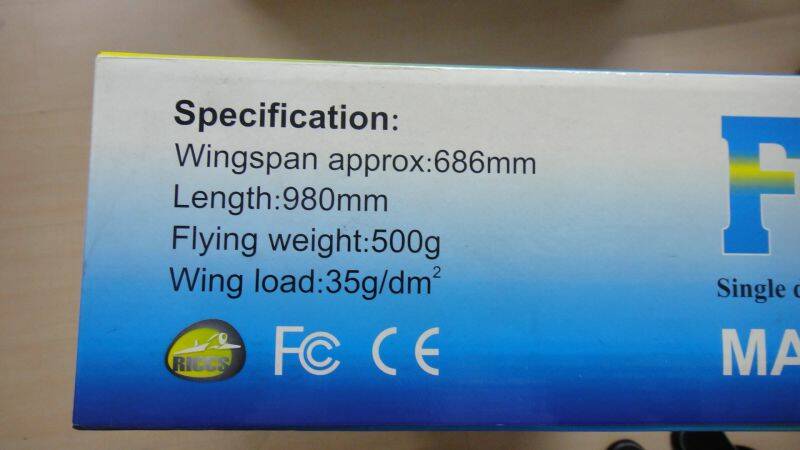 Specification:
Wingspan approx:686mm
Length:980mm
Flying weight:500g
Wing load:35g/dm²
RICCS
FC CE
F
Single
MA